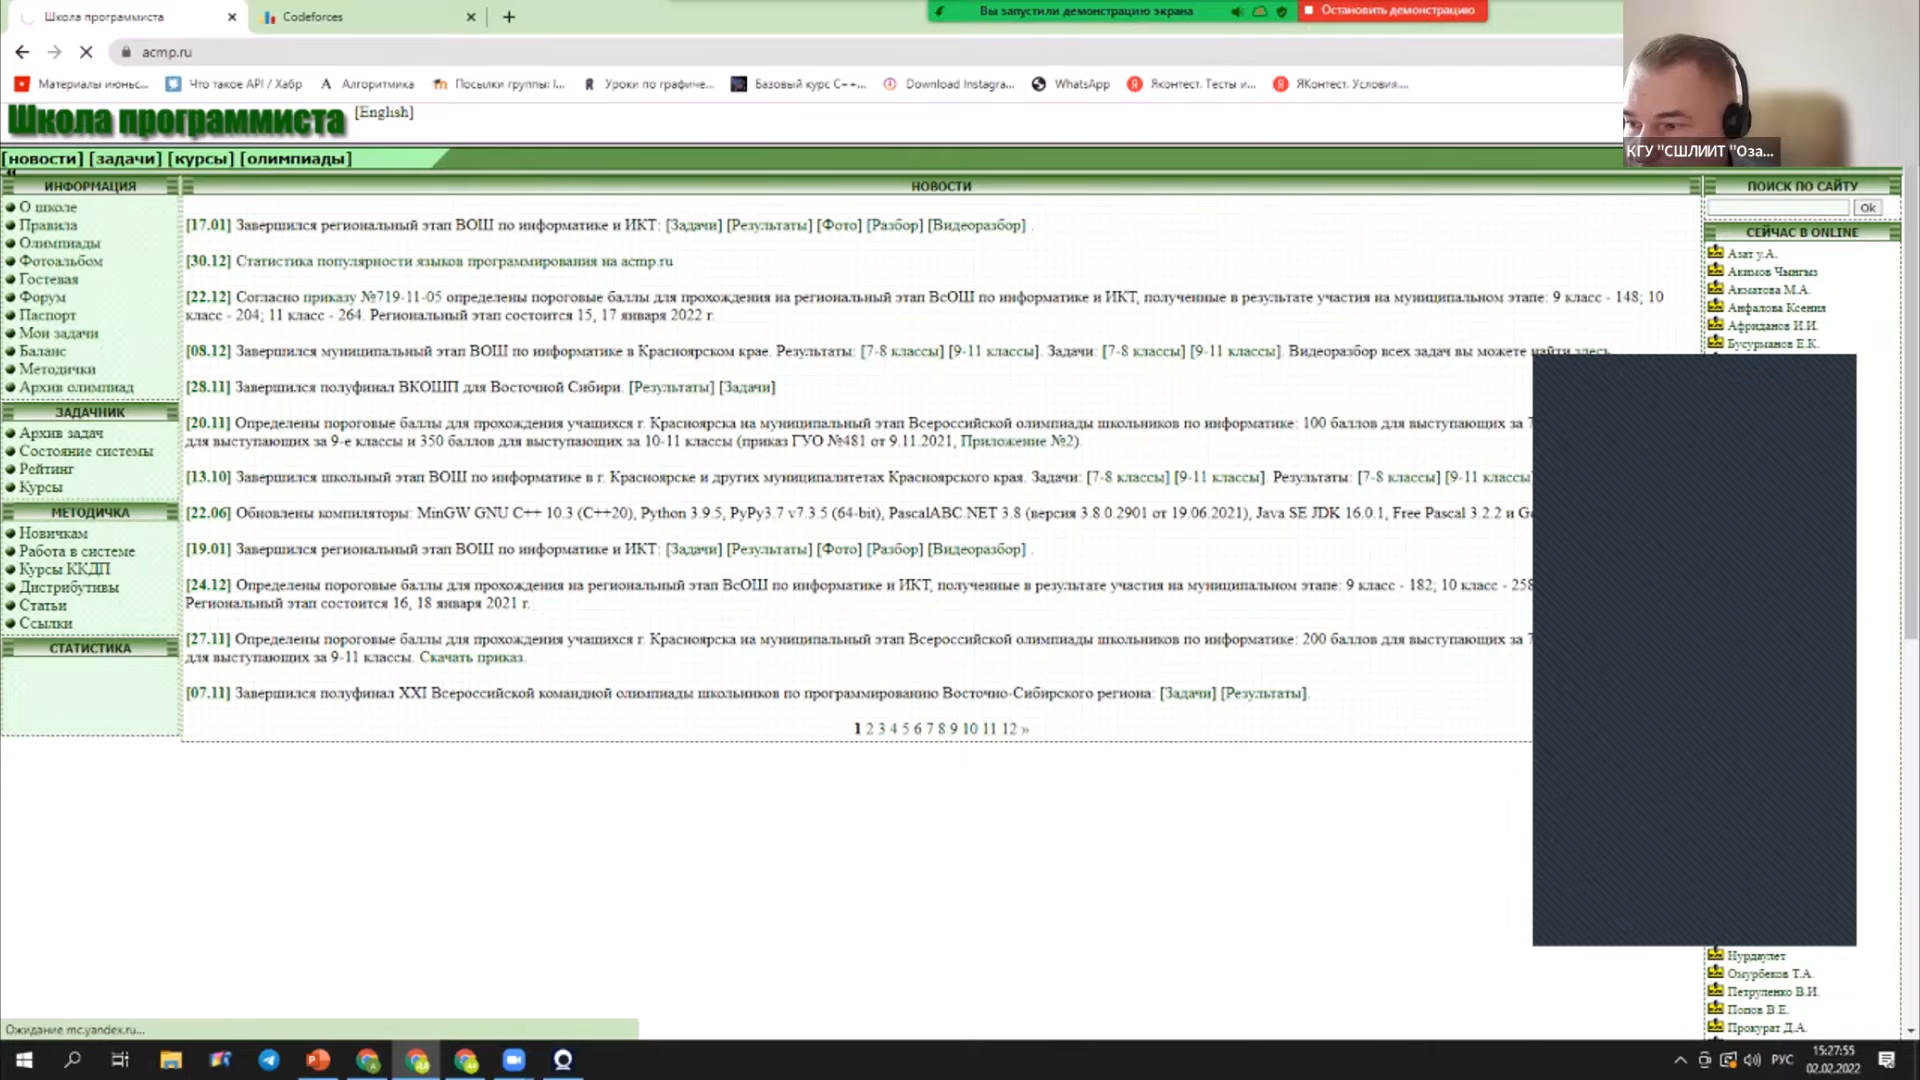 Школа программиста
Codeforces
Вы запустили демонстрацию экрана
Остановить демонстрацию
acmp.ru
Материалы июньс...
Что такое API / Хабр
Алгоритмика
Посылки группы: I...
Уроки по графиче...
Базовый курс C++...
Download Instagra...
WhatsApp
Яконтест. Тесты и...
ЯКонтест. Условия....
КГУ "СШЛИИТ "Оза...
Школа программиста
[English]
[новости] [задачи] [курсы] [олимпиады]
ИНФОРМАЦИЯ
О школе
Правила
Олимпиады
Фотоальбом
Гостевая
Форум
Паспорт
Мои задачи
Баланс
Методички
Архив олимпиад
ЗАДАЧНИК
Архив задач
Состояние системы
Рейтинг
Курсы
МЕТОДИЧКА
Новичкам
Работа в системе
Курсы ККДП
Дистрибутивы
Статьи
Ссылки
СТАТИСТИКА
НОВОСТИ
[17.01] Завершился региональный этап ВОШ по информатике и ИКТ: [Задачи] [Результаты] [Фото] [Разбор] [Видеоразбор] .
[30.12] Статистика популярности языков программирования на acmp.ru
[22.12] Согласно приказу №719-11-05 определены пороговые баллы для прохождения на региональный этап ВсОШ по информатике и ИКТ, полученные в результате участия на муниципальном этапе: 9 класс - 148; 10
класс - 204; 11 класс - 264. Региональный этап состоится 15, 17 января 2022 г.
[08.12] Завершился муниципальный этап ВОШ по информатике в Красноярском крае. Результаты: [7-8 классы] [9-11 классы]. Задачи: [7-8 классы] [9-11 классы]. Видеоразбор всех задач вы можете найти здесь.
[28.11] Завершился полуфинал ВКОШП для Восточной Сибири. [Результаты] [Задачи]
[20.11] Определены пороговые баллы для прохождения учащихся г. Красноярска на муниципальный этап Всероссийской олимпиады школьников по информатике: 100 баллов для выступающих за 7
для выступающих за 9-е классы и 350 баллов для выступающих за 10-11 классы (приказ ГУО №481 от 9.11.2021, Приложение №2).
[13.10] Завершился школьный этап ВОШ по информатике в г. Красноярске и других муниципалитетах Красноярского края. Задачи: [7-8 классы] [9-11 классы]. Результаты: [7-8 классы] [9-11 классы
[22.06] Обновлены компиляторы: MinGW GNU C++ 10.3 (C++20), Python 3.9.5, PyPy3.7 v7.3.5 (64-bit), PascalABC.NET 3.8 (версия 3.8.0.2901 от 19.06.2021), Java SE JDK 16.0.1, Free Pascal 3.2.2 и Go
[19.01] Завершился региональный этап ВОШ по информатике и ИКТ: [Задачи] [Результаты] [Фото] [Разбор] [Видеоразбор] .
[24.12] Определены пороговые баллы для прохождения на региональный этап ВсОШ по информатике и ИКТ, полученные в результате участия на муниципальном этапе: 9 класс - 182; 10 класс - 258
Региональный этап состоится 16, 18 января 2021 г.
[27.11] Определены пороговые баллы для прохождения учащихся г. Красноярска на муниципальный этап Всероссийской олимпиады школьников по информатике: 200 баллов для выступающих за 7
для выступающих за 9-11 классы. Скачать приказ.
[07.11] Завершился полуфинал XXI Всероссийской командной олимпиады школьников по программированию Восточно-Сибирского региона: [Задачи] [Результаты].
1 2 3 4 5 6 7 8 9 10 11 12 »
ПОИСК ПО САЙТУ
Ok
СЕЙЧАС В ONLINE
Азат у.А.
Акимов Чынгыз
Акматова М.А.
Анфалова Ксения
Африданов И.И.
Бусурманов Е.К.
Нурдаулет
Омурбеков Т.А.
Петруленко В.И.
Попов В.Е.
Прокурат Д.А.
Ожидание mc.yandex.ru...
РУС
15:27:55
02.02.2022